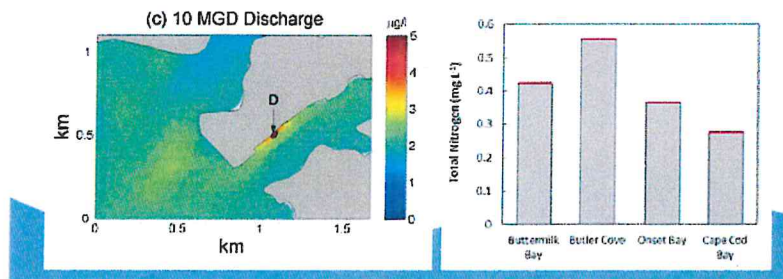 (c) 10 MGD Discharge
µg/l
5
4
3
2
1
0
1
0.5
0
km
D
0
0.5
1
1.5
km
0.6
0.5
0.4
0.3
0.2
0.1
0
Total Nitrogen (mg L⁻¹)
Buttermilk
Bay
Butler Cove
Onset Bay
Cape Cod
Bay